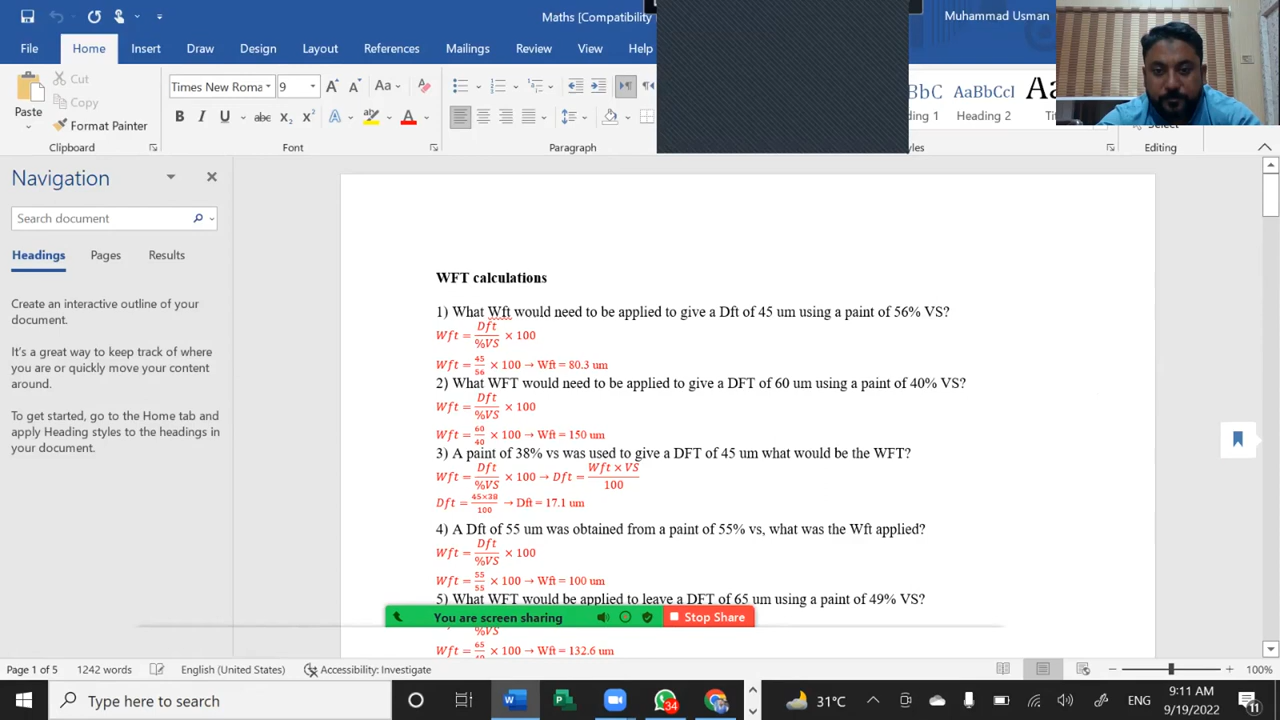 Maths [Compatibility
Muhammad Usman
File Home Insert Draw Design Layout References Mailings Review View Help
Paste
Cut
Copy
Format Painter
Clipboard
Times New Roma 9
Aa
B I U abc X₂ X²
A
Font
Paragraph
AaBbCcI
Heading 2
Select
Editing
Navigation
Search document
Headings Pages Results
Create an interactive outline of your
document.
It's a great way to keep track of where
you are or quickly move your content
around.
To get started, go to the Home tab and
apply Heading styles to the headings in
your document.
WFT calculations
1) What Wft would need to be applied to give a Dft of 45 um using a paint of 56% VS?
Wft = Dft/%VS × 100
Wft = 45/56 × 100 → Wft = 80.3 um
2) What WFT would need to be applied to give a DFT of 60 um using a paint of 40% VS?
Wft = Dft/%VS × 100
Wft = 60/40 × 100 → Wft = 150 um
3) A paint of 38% vs was used to give a DFT of 45 um what would be the WFT?
Wft = Dft/%VS × 100 → Dft = Wft × VS/100
Dft = 45×38/100 → Dft = 17.1 um
4) A Dft of 55 um was obtained from a paint of 55% vs, what was the Wft applied?
Wft = Dft/%VS × 100
Wft = 55/55 × 100 → Wft = 100 um
5) What WFT would be applied to leave a DFT of 65 um using a paint of 49% VS?
You are screen sharing
Stop Share
%VS
Wft = 65/49 × 100 → Wft = 132.6 um
Page 1 of 5 1242 words English (United States) Accessibility: Investigate 100%
Type here to search
34
31°C
ENG
9:11 AM
9/19/2022
11